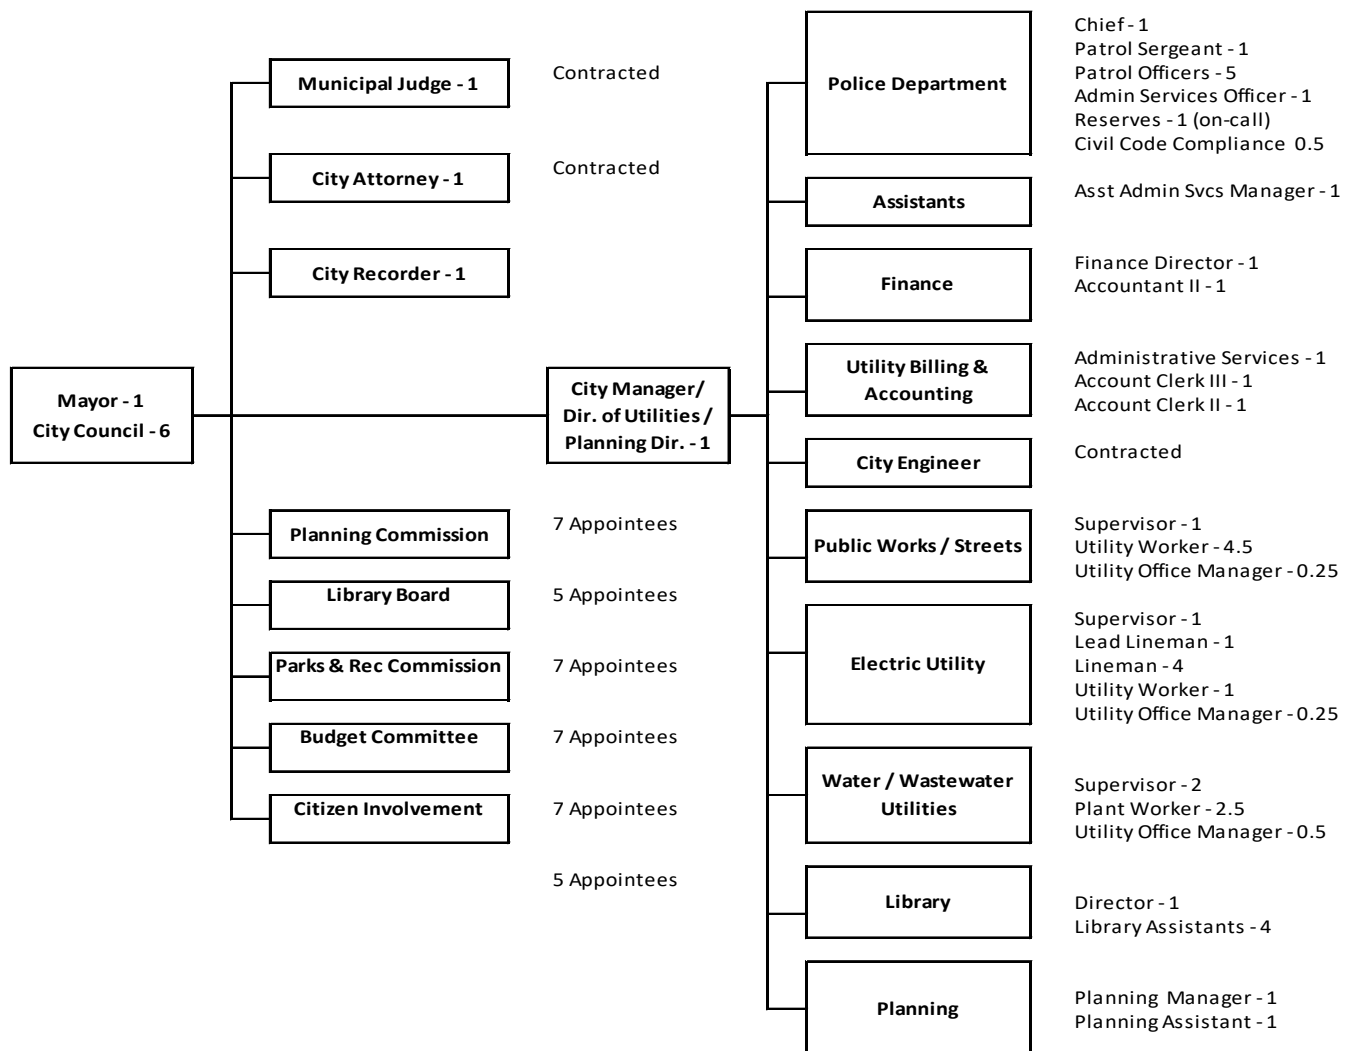 Mayor - 1
City Council - 6
Municipal Judge - 1
Contracted
City Attorney - 1
Contracted
City Recorder - 1
City Manager/
Dir. of Utilities /
Planning Dir. - 1
Planning Commission
7 Appointees
Library Board
5 Appointees
Parks & Rec Commission
7 Appointees
Budget Committee
7 Appointees
Citizen Involvement
7 Appointees
5 Appointees
Police Department
Chief - 1
Patrol Sergeant - 1
Patrol Officers - 5
Admin Services Officer - 1
Reserves - 1 (on-call)
Civil Code Compliance 0.5
Assistants
Asst Admin Svcs Manager - 1
Finance
Finance Director - 1
Accountant II - 1
Utility Billing &
Accounting
Administrative Services - 1
Account Clerk III - 1
Account Clerk II - 1
City Engineer
Contracted
Public Works / Streets
Supervisor - 1
Utility Worker - 4.5
Utility Office Manager - 0.25
Electric Utility
Supervisor - 1
Lead Lineman - 1
Lineman - 4
Utility Worker - 1
Utility Office Manager - 0.25
Water / Wastewater
Utilities
Supervisor - 2
Plant Worker - 2.5
Utility Office Manager - 0.5
Library
Director - 1
Library Assistants - 4
Planning
Planning Manager - 1
Planning Assistant - 1